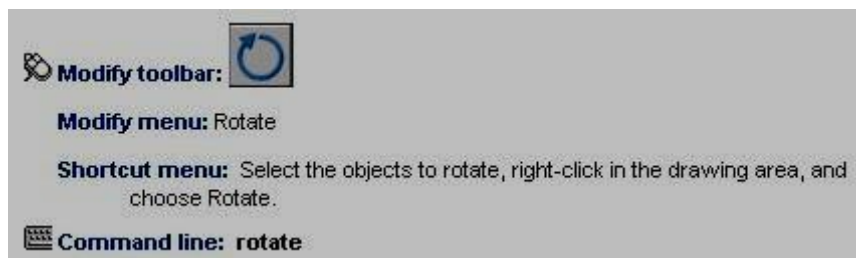 Modify toolbar:
Modify menu: Rotate
Shortcut menu: Select the objects to rotate, right-click in the drawing area, and
choose Rotate.
Command line: rotate